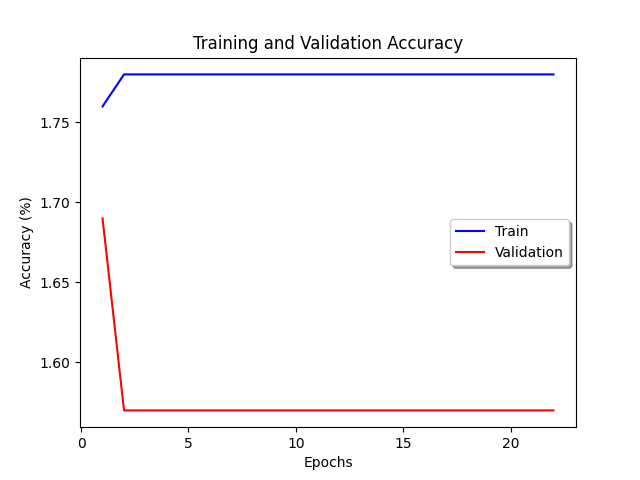 Training and Validation Accuracy
Accuracy (%)
1.75
1.70
1.65
1.60
Train
Validation
0 5 10 15 20
Epochs